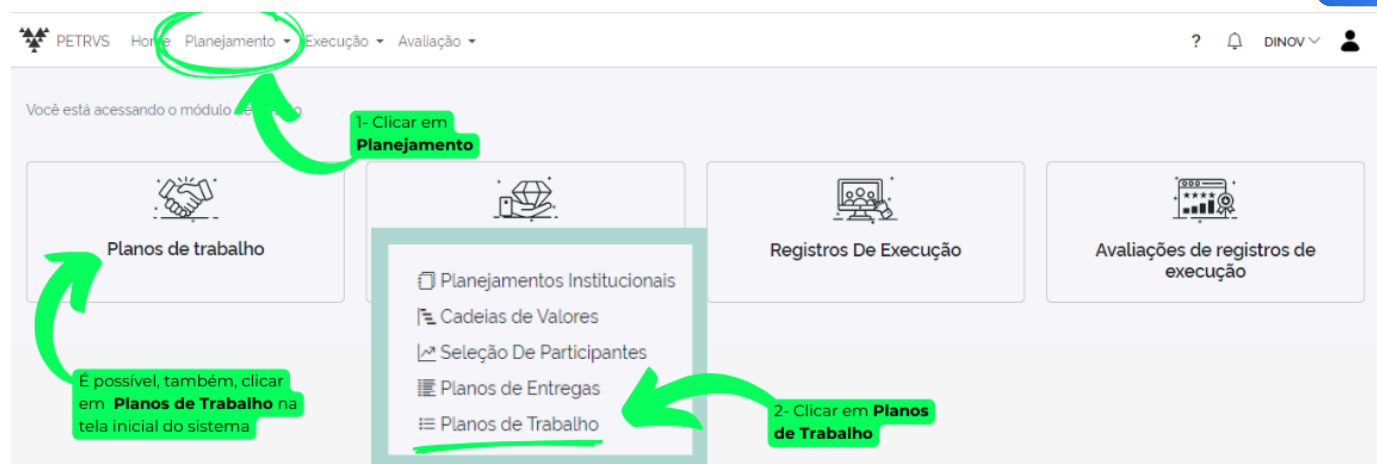 PETRVS Home Planejamento Execução Avaliação ? DINOV
Você está acessando o módulo
1- Clicar em
Planejamento
Planos de trabalho
Registros De Execução
Avaliações de registros de
execução
Planejamentos Institucionais
Cadeias de Valores
Seleção De Participantes
Planos de Entregas
Planos de Trabalho
É possível, também, clicar
em Planos de Trabalho na
tela inicial do sistema
2- Clicar em Planos
de Trabalho